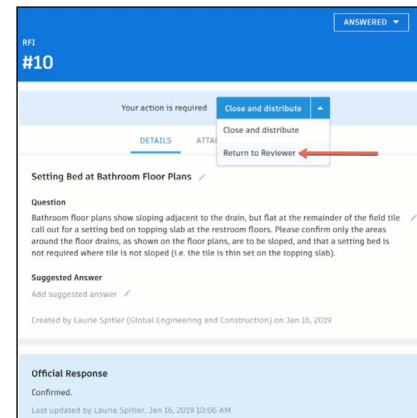 ANSWERED
RFI
#10
Your action is required
Close and distribute
Close and distribute
Return to Reviewer
DETAILS
ATTA
Setting Bed at Bathroom Floor Plans
Question
Bathroom floor plans show sloping adjacent to the drain, but flat at the remainder of the field tile
call out for a setting bed on topping slab at the restroom floors. Please confirm only the areas
around the floor drains, as shown on the floor plans, are to be sloped, and that a setting bed is
not required where tile is not sloped (i.e. the tile is thin set on the topping slab).
Suggested Answer
Add suggested answer
Created by Laurie Spitler (Global Engineering and Construction) on Jan 16, 2019
Official Response
Confirmed.
Last updated by Laurie Spitler, Jan 16, 2019 10:06 AM